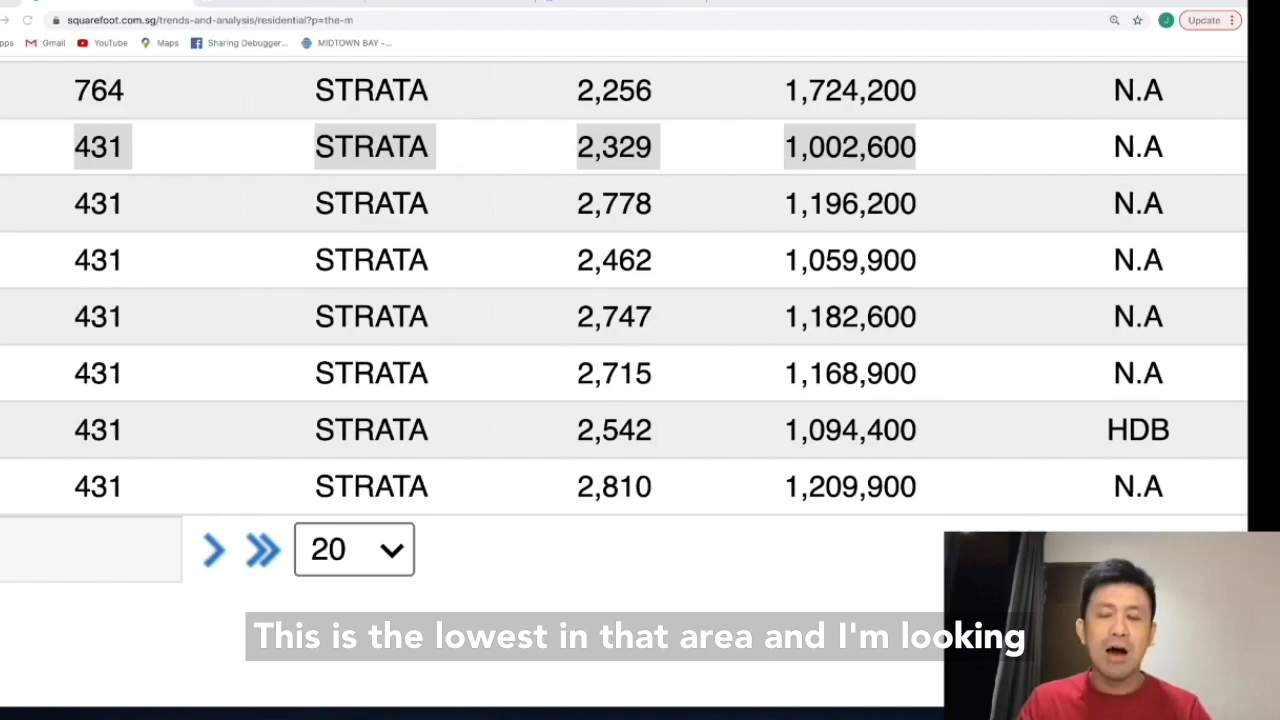 squarefoot.com.sg/trends-and-analysis/residential?p=the-m
J Update
pps Gmail YouTube Maps Sharing Debugger... MIDTOWN BAY -...
764 STRATA 2,256 1,724,200 N.A
431 STRATA 2,329 1,002,600 N.A
431 STRATA 2,778 1,196,200 N.A
431 STRATA 2,462 1,059,900 N.A
431 STRATA 2,747 1,182,600 N.A
431 STRATA 2,715 1,168,900 N.A
431 STRATA 2,542 1,094,400 HDB
431 STRATA 2,810 1,209,900 N.A
20
This is the lowest in that area and I'm looking